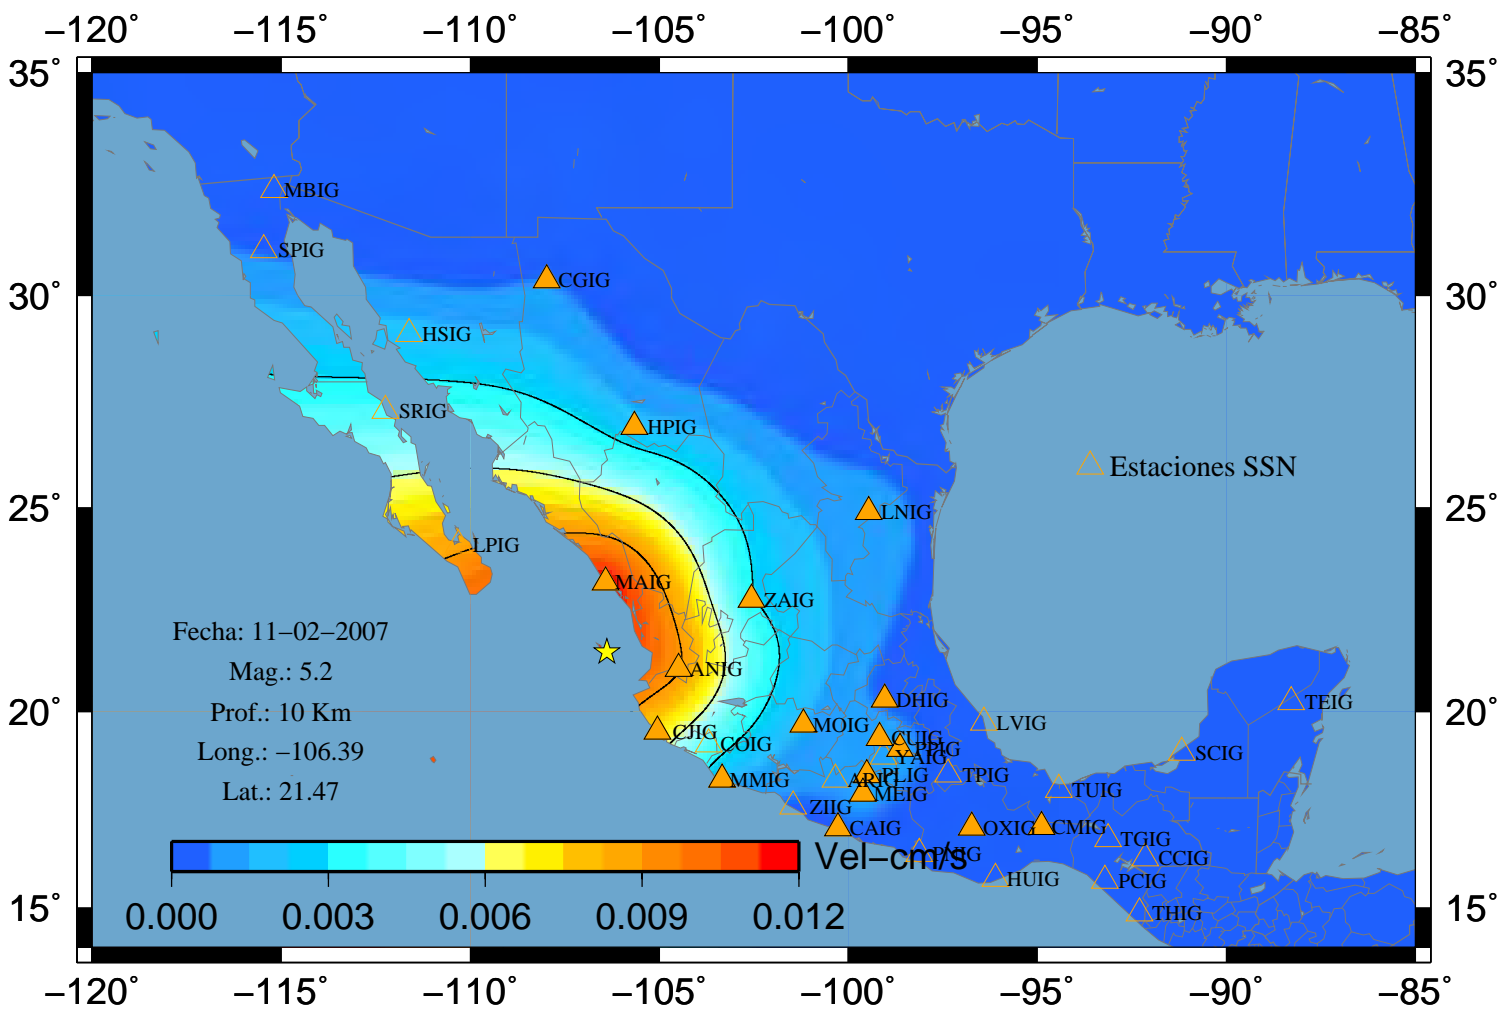 −120° −115° −110° −105° −100° −95° −90° −85°
35° 35°
MBIG
SPIG
CGIG
30° 30°
HSIG
SRIG
HPIG
Estaciones SSN
25° 25°
LNIG
LPIG
MAIG
ZAIG
Fecha: 11−02−2007
ANIG
Mag.: 5.2
DHIG
TEIG
Prof.: 10 Km
20° 20°
MOIG
LVIG
CJIG
CUIG
COIG
PPIG
YAIG
Long.: −106.39
SCIG
MMIG
ARIG
PLIG
TPIG
Lat.: 21.47
MEIG
TUIG
ZIIG
CAIG
OXIG
CMIG
TGIG
Vel−cm/s
PNIG
CCIG
HUIG
PCIG
15° 15°
THIG
0.000 0.003 0.006 0.009 0.012
−120° −115° −110° −105° −100° −95° −90° −85°